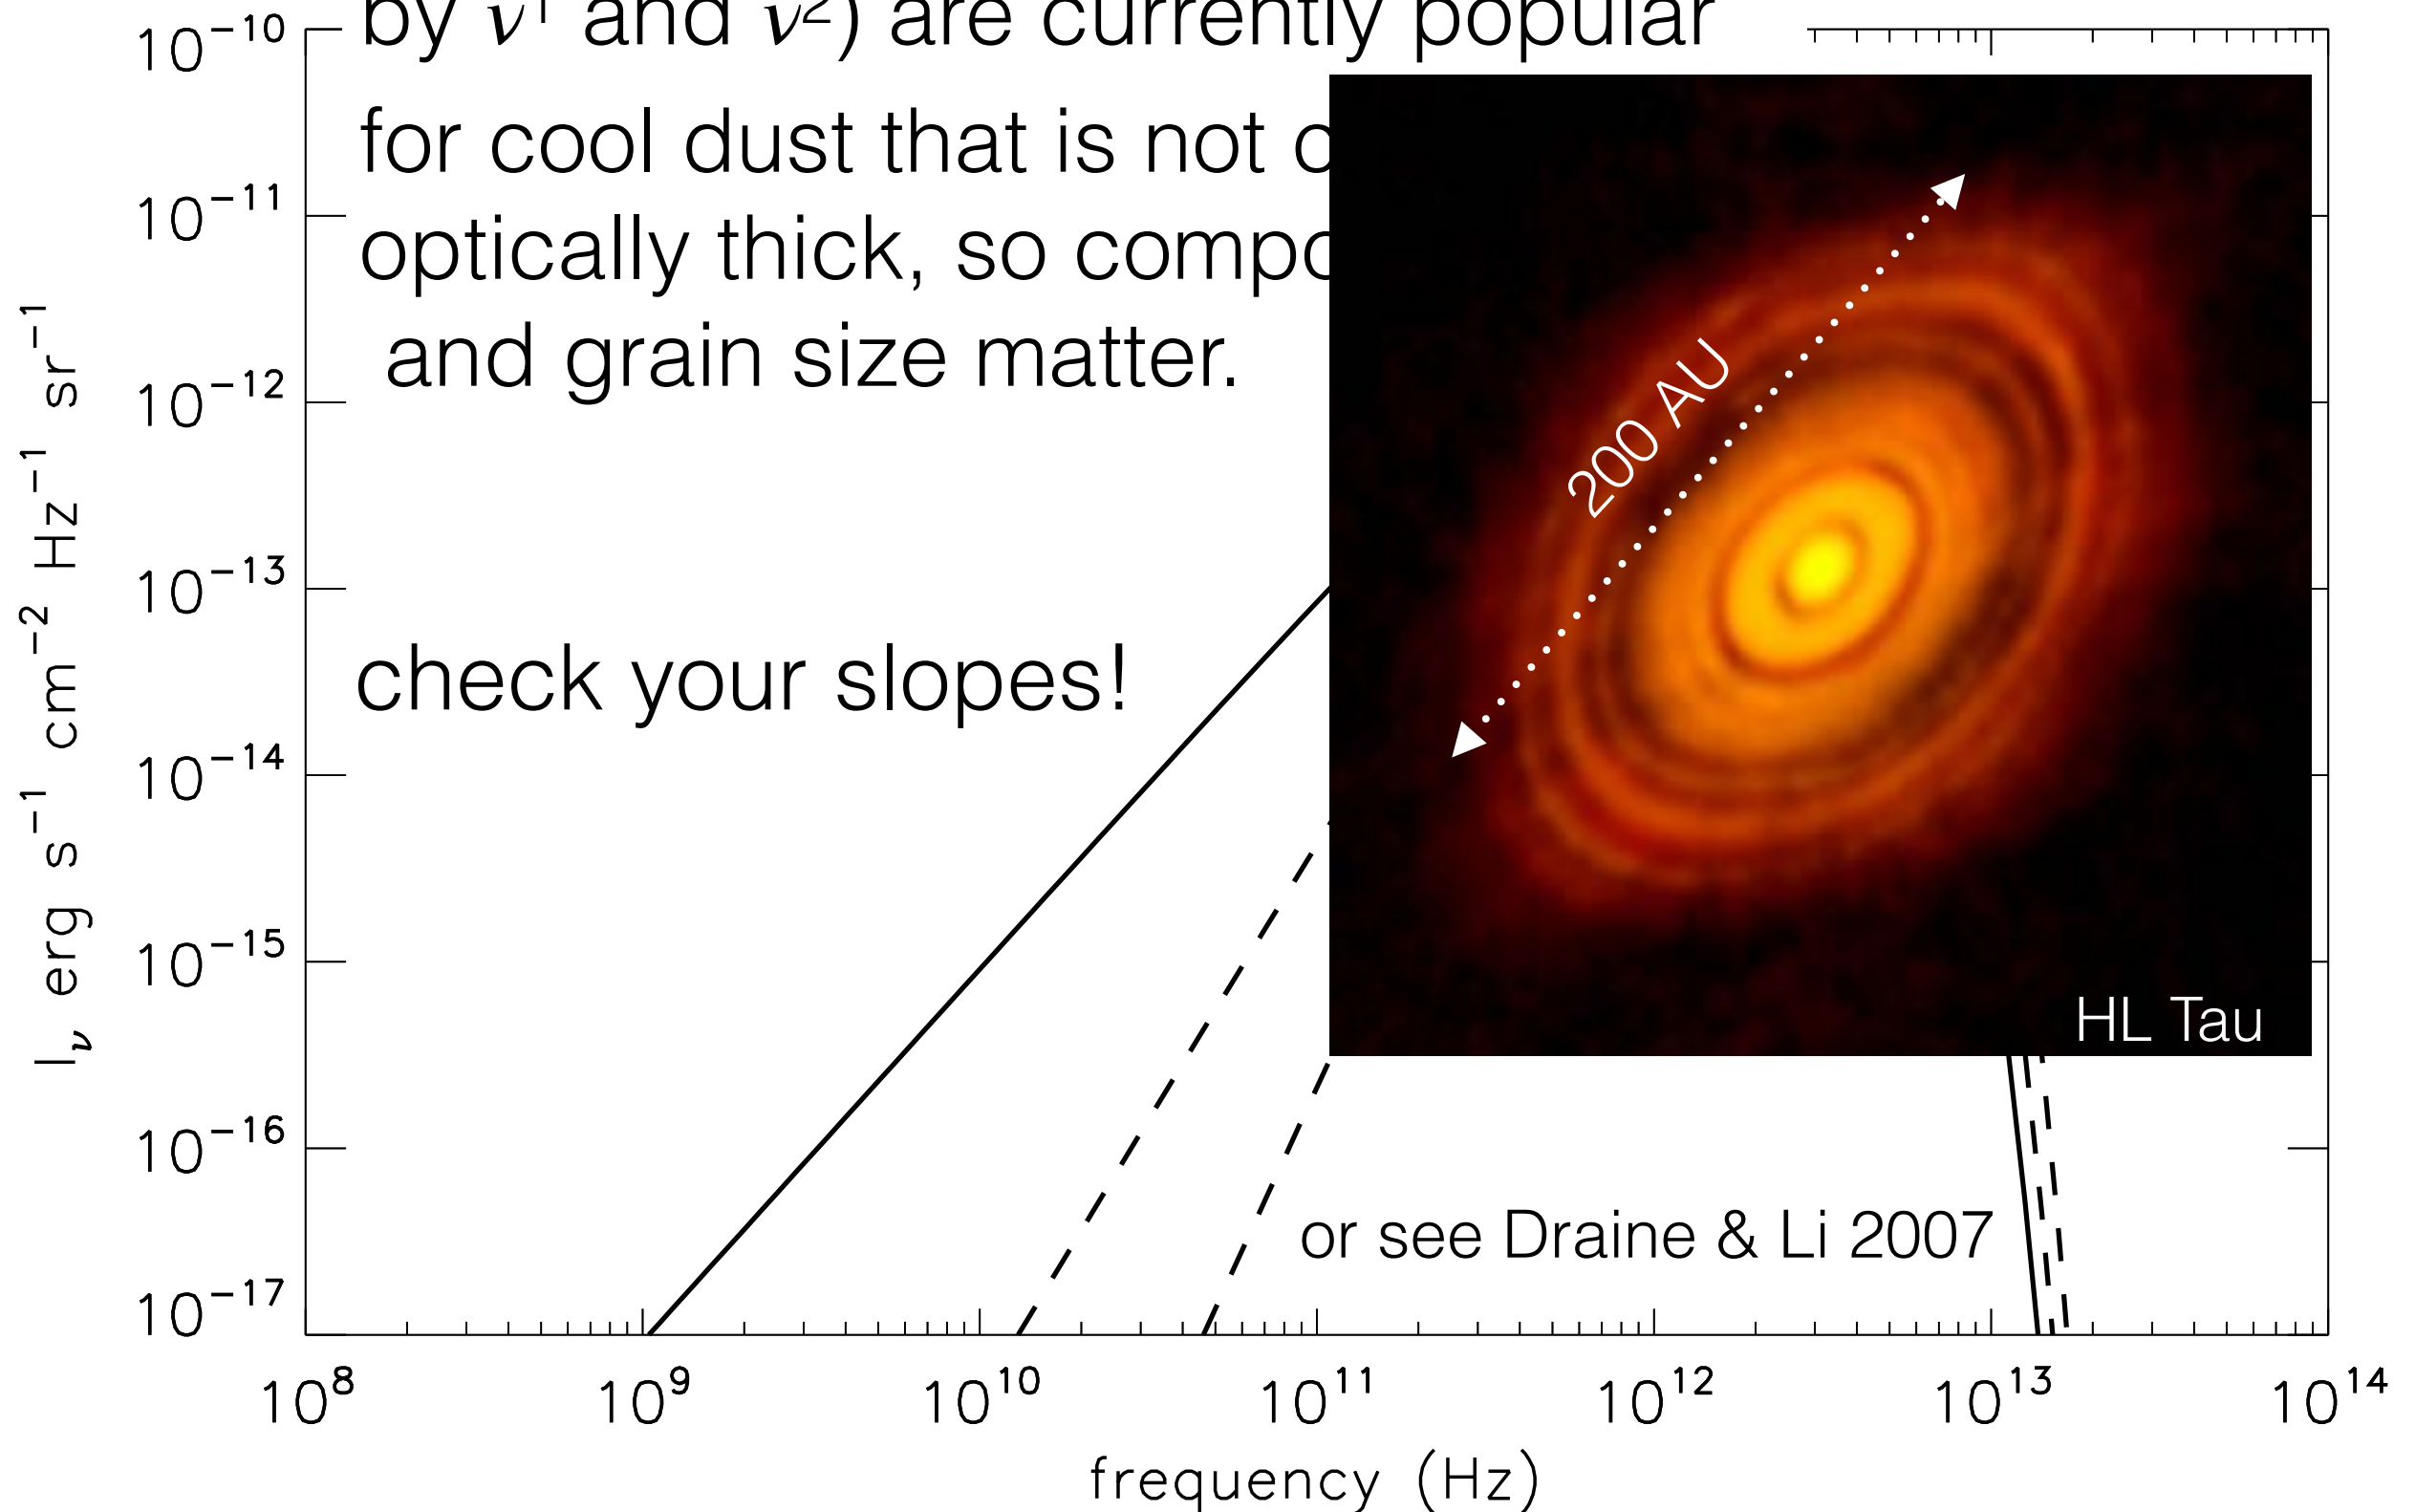 by ν¹ and ν²) are currently popular
for cool dust that is not
optically thick, so
and grain size matter.
check your slopes!
200 AU
HL Tau
or see Draine & Li 2007
10⁻¹⁰
10⁻¹¹
10⁻¹²
10⁻¹³
10⁻¹⁴
10⁻¹⁵
10⁻¹⁶
10⁻¹⁷
I_ν erg s⁻¹ cm⁻² Hz⁻¹ sr⁻¹
10⁸ 10⁹ 10¹⁰ 10¹¹ 10¹² 10¹³ 10¹⁴
frequency (Hz)